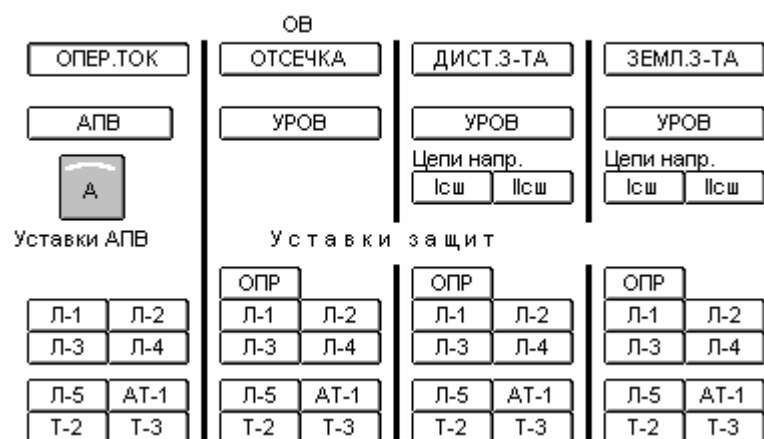 ОВ
ОПЕР.ТОК ОТСЕЧКА ДИСТ.З-ТА ЗЕМЛ.З-ТА
АПВ УРОВ УРОВ УРОВ
Цепи напр. Цепи напр.
А Iсш IIсш Iсш IIсш
Уставки АПВ Уставки защит
ОПР ОПР ОПР
Л-1 Л-2 Л-1 Л-2 Л-1 Л-2 Л-1 Л-2
Л-3 Л-4 Л-3 Л-4 Л-3 Л-4 Л-3 Л-4
Л-5 АТ-1 Л-5 АТ-1 Л-5 АТ-1 Л-5 АТ-1
Т-2 Т-3 Т-2 Т-3 Т-2 Т-3 Т-2 Т-3